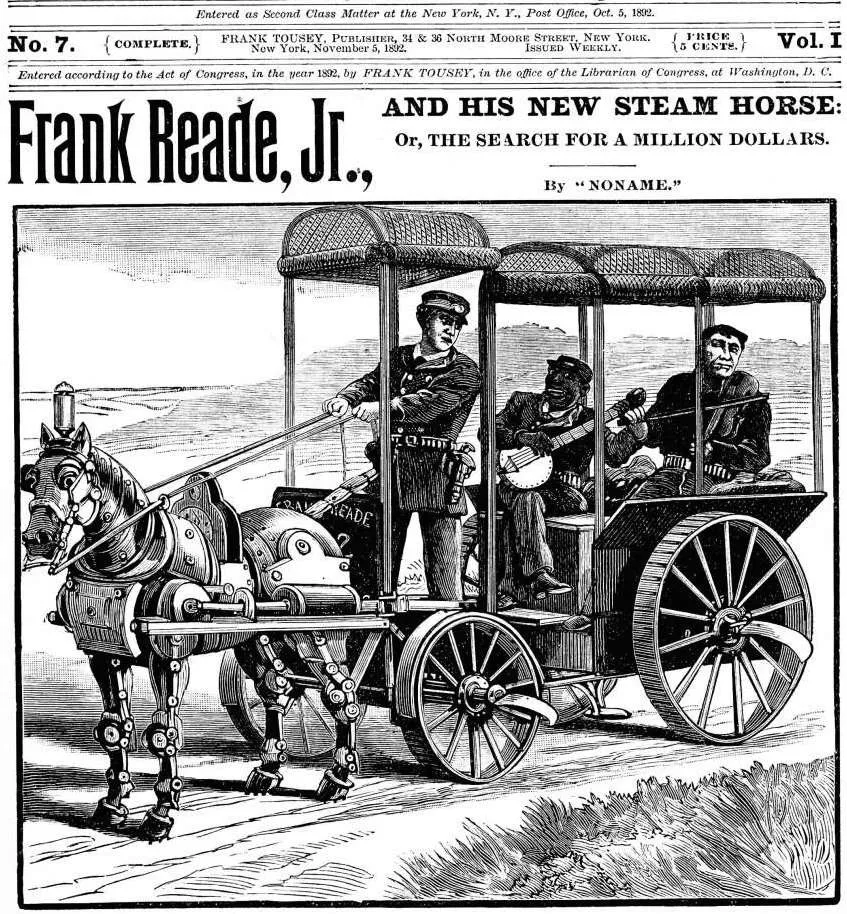 Entered as Second Class Matter at the New York, N. Y., Post Office, Oct. 5, 1892.
No. 7. {COMPLETE.} FRANK TOUSEY, PUBLISHER, 34 & 36 NORTH MOORE STREET, NEW YORK. {PRICE 5 CENTS.} Vol. I
New York, November 5, 1892. ISSUED WEEKLY.
Entered according to the Act of Congress, in the year 1892, by FRANK TOUSEY, in the office of the Librarian of Congress, at Washington, D. C.
Frank Reade, Jr.,
AND HIS NEW STEAM HORSE:
Or, THE SEARCH FOR A MILLION DOLLARS.
By "NONAME."
READE